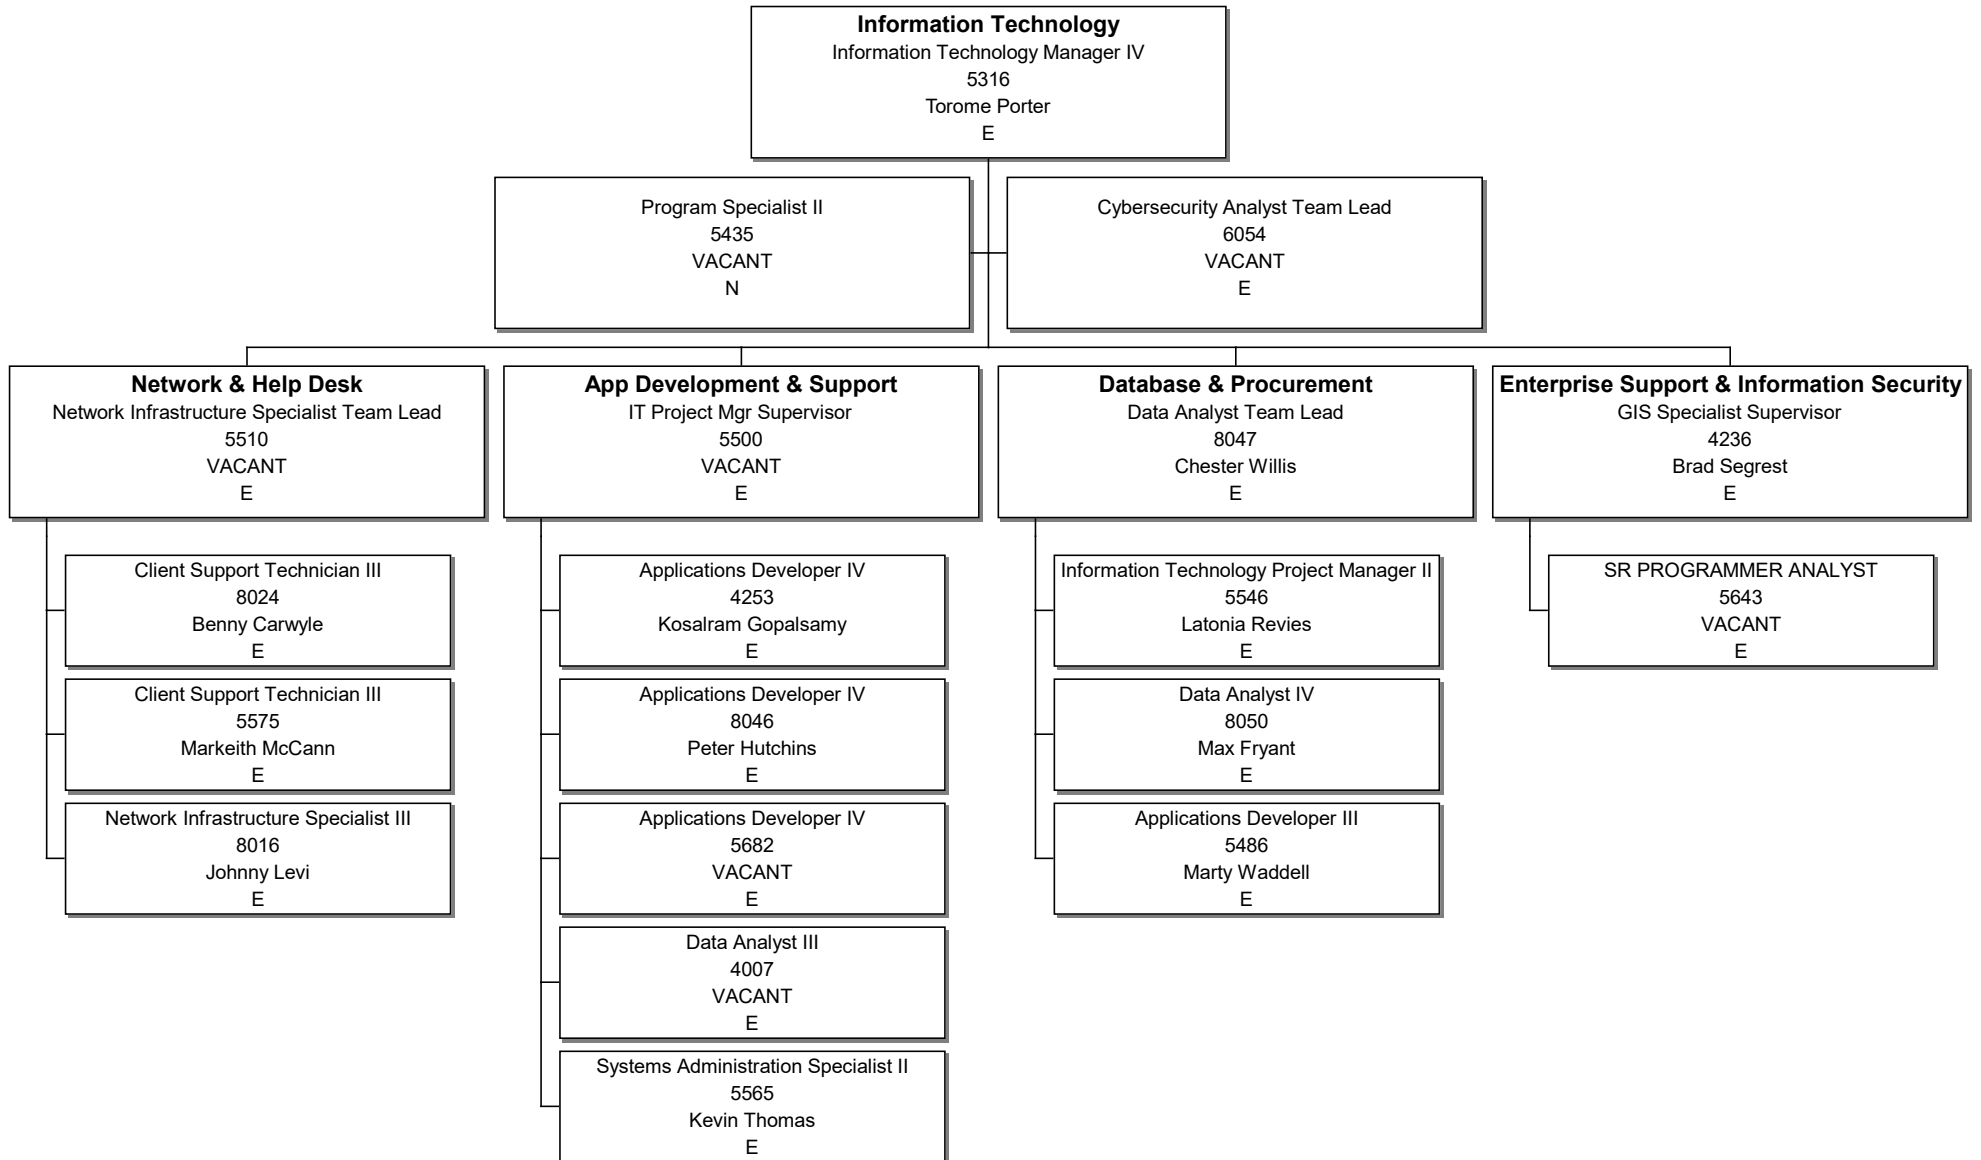 Information Technology
Information Technology Manager IV
5316
Torome Porter
E
Program Specialist II
5435
VACANT
N
Cybersecurity Analyst Team Lead
6054
VACANT
E
Network & Help Desk
Network Infrastructure Specialist Team Lead
5510
VACANT
E
Client Support Technician III
8024
Benny Carwyle
E
Client Support Technician III
5575
Markeith McCann
E
Network Infrastructure Specialist III
8016
Johnny Levi
E
App Development & Support
IT Project Mgr Supervisor
5500
VACANT
E
Applications Developer IV
4253
Kosalram Gopalsamy
E
Applications Developer IV
8046
Peter Hutchins
E
Applications Developer IV
5682
VACANT
E
Data Analyst III
4007
VACANT
E
Systems Administration Specialist II
5565
Kevin Thomas
E
Database & Procurement
Data Analyst Team Lead
8047
Chester Willis
E
Information Technology Project Manager II
5546
Latonia Revies
E
Data Analyst IV
8050
Max Fryant
E
Applications Developer III
5486
Marty Waddell
E
Enterprise Support & Information Security
GIS Specialist Supervisor
4236
Brad Segrest
E
SR PROGRAMMER ANALYST
5643
VACANT
E